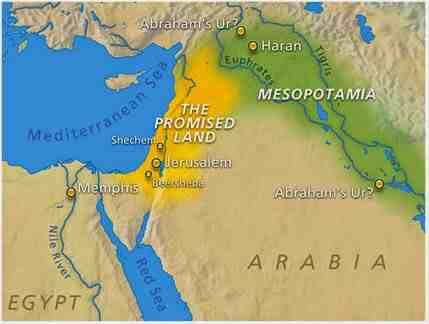 Abraham's Ur?
Haran
Tigris
Euphrates
MESOPOTAMIA
Mediterranean Sea
THE
PROMISED
LAND
Shechem
Jerusalem
Beersheba
Memphis
Abraham's Ur?
Nile River
Red Sea
ARABIA
EGYPT